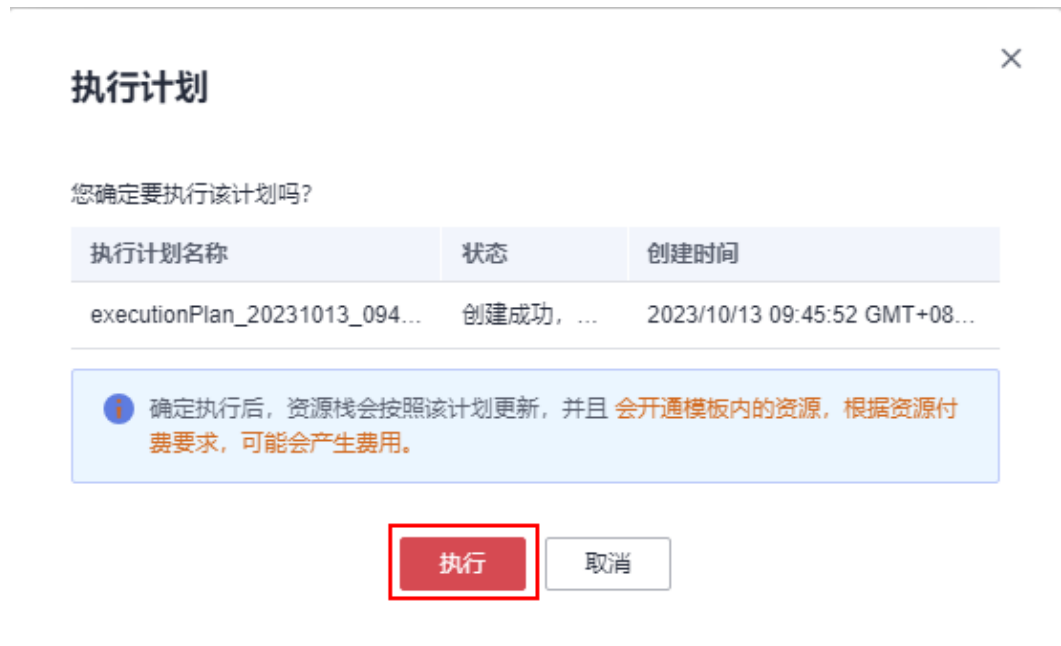 执行计划
您确定要执行该计划吗?
执行计划名称 状态 创建时间
executionPlan_20231013_094... 创建成功, ... 2023/10/13 09:45:52 GMT+08...
确定执行后，资源栈会按照该计划更新，并且 会开通模板内的资源，根据资源付
费要求，可能会产生费用。
执行 取消